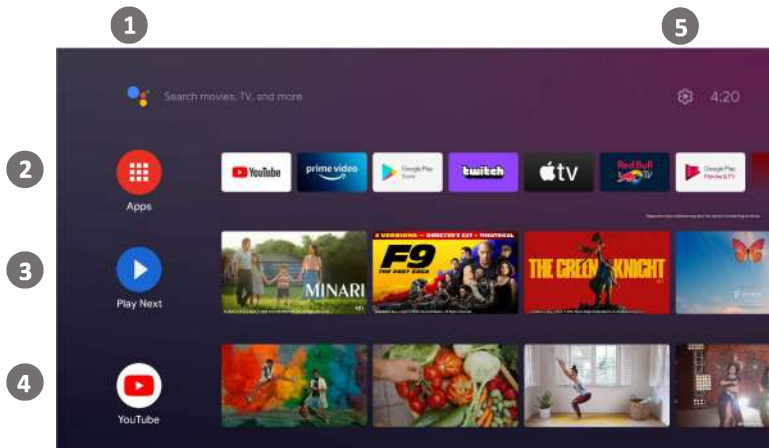 1
5
Search movies, TV, and more
4:20
2
YouTube
prime video
Google Play
Store
twitch
tv
Red Bull
TV
Google Play
Movies & TV
Apps
3
2 VERSIONS — DIRECTOR'S CUT + THEATRICAL
F9
THE FAST SAGA
MINARI
THE GREEN KNIGHT
Play Next
4
YouTube